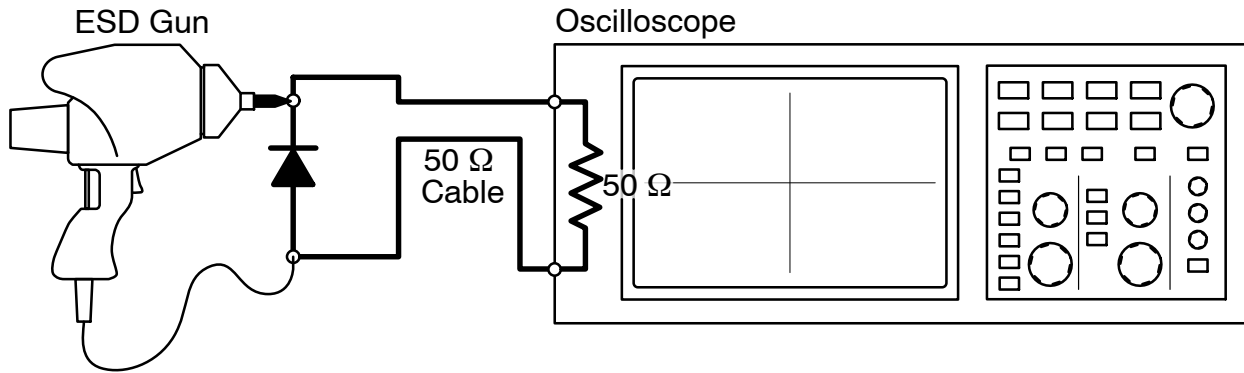 ESD Gun
Oscilloscope
50 Ω
Cable
50 Ω